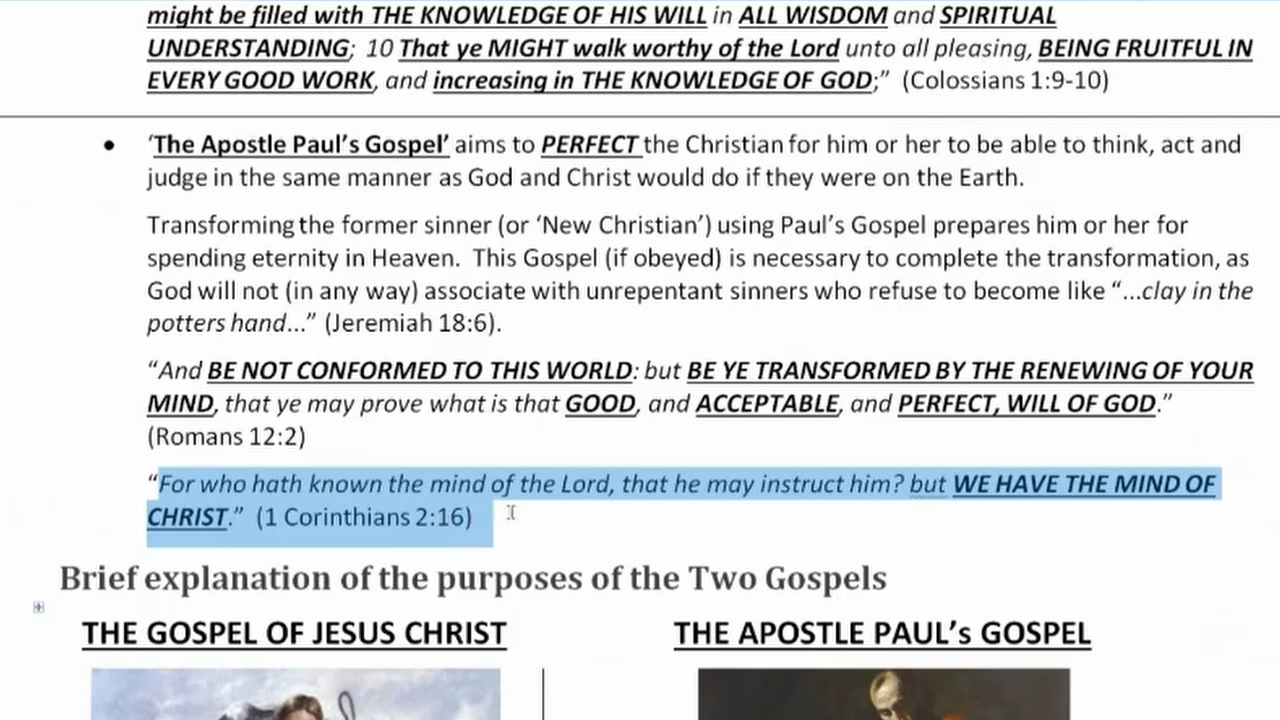 might be filled with THE KNOWLEDGE OF HIS WILL in ALL WISDOM and SPIRITUAL
UNDERSTANDING; 10 That ye MIGHT walk worthy of the Lord unto all pleasing, BEING FRUITFUL IN
EVERY GOOD WORK, and increasing in THE KNOWLEDGE OF GOD;” (Colossians 1:9-10)
• ‘The Apostle Paul’s Gospel’ aims to PERFECT the Christian for him or her to be able to think, act and
judge in the same manner as God and Christ would do if they were on the Earth.
Transforming the former sinner (or ‘New Christian’) using Paul’s Gospel prepares him or her for
spending eternity in Heaven. This Gospel (if obeyed) is necessary to complete the transformation, as
God will not (in any way) associate with unrepentant sinners who refuse to become like “...clay in the
potters hand...” (Jeremiah 18:6).
“And BE NOT CONFORMED TO THIS WORLD: but BE YE TRANSFORMED BY THE RENEWING OF YOUR
MIND, that ye may prove what is that GOOD, and ACCEPTABLE, and PERFECT, WILL OF GOD.”
(Romans 12:2)
“For who hath known the mind of the Lord, that he may instruct him? but WE HAVE THE MIND OF
CHRIST.” (1 Corinthians 2:16)
Brief explanation of the purposes of the Two Gospels
THE GOSPEL OF JESUS CHRIST
THE APOSTLE PAUL’s GOSPEL